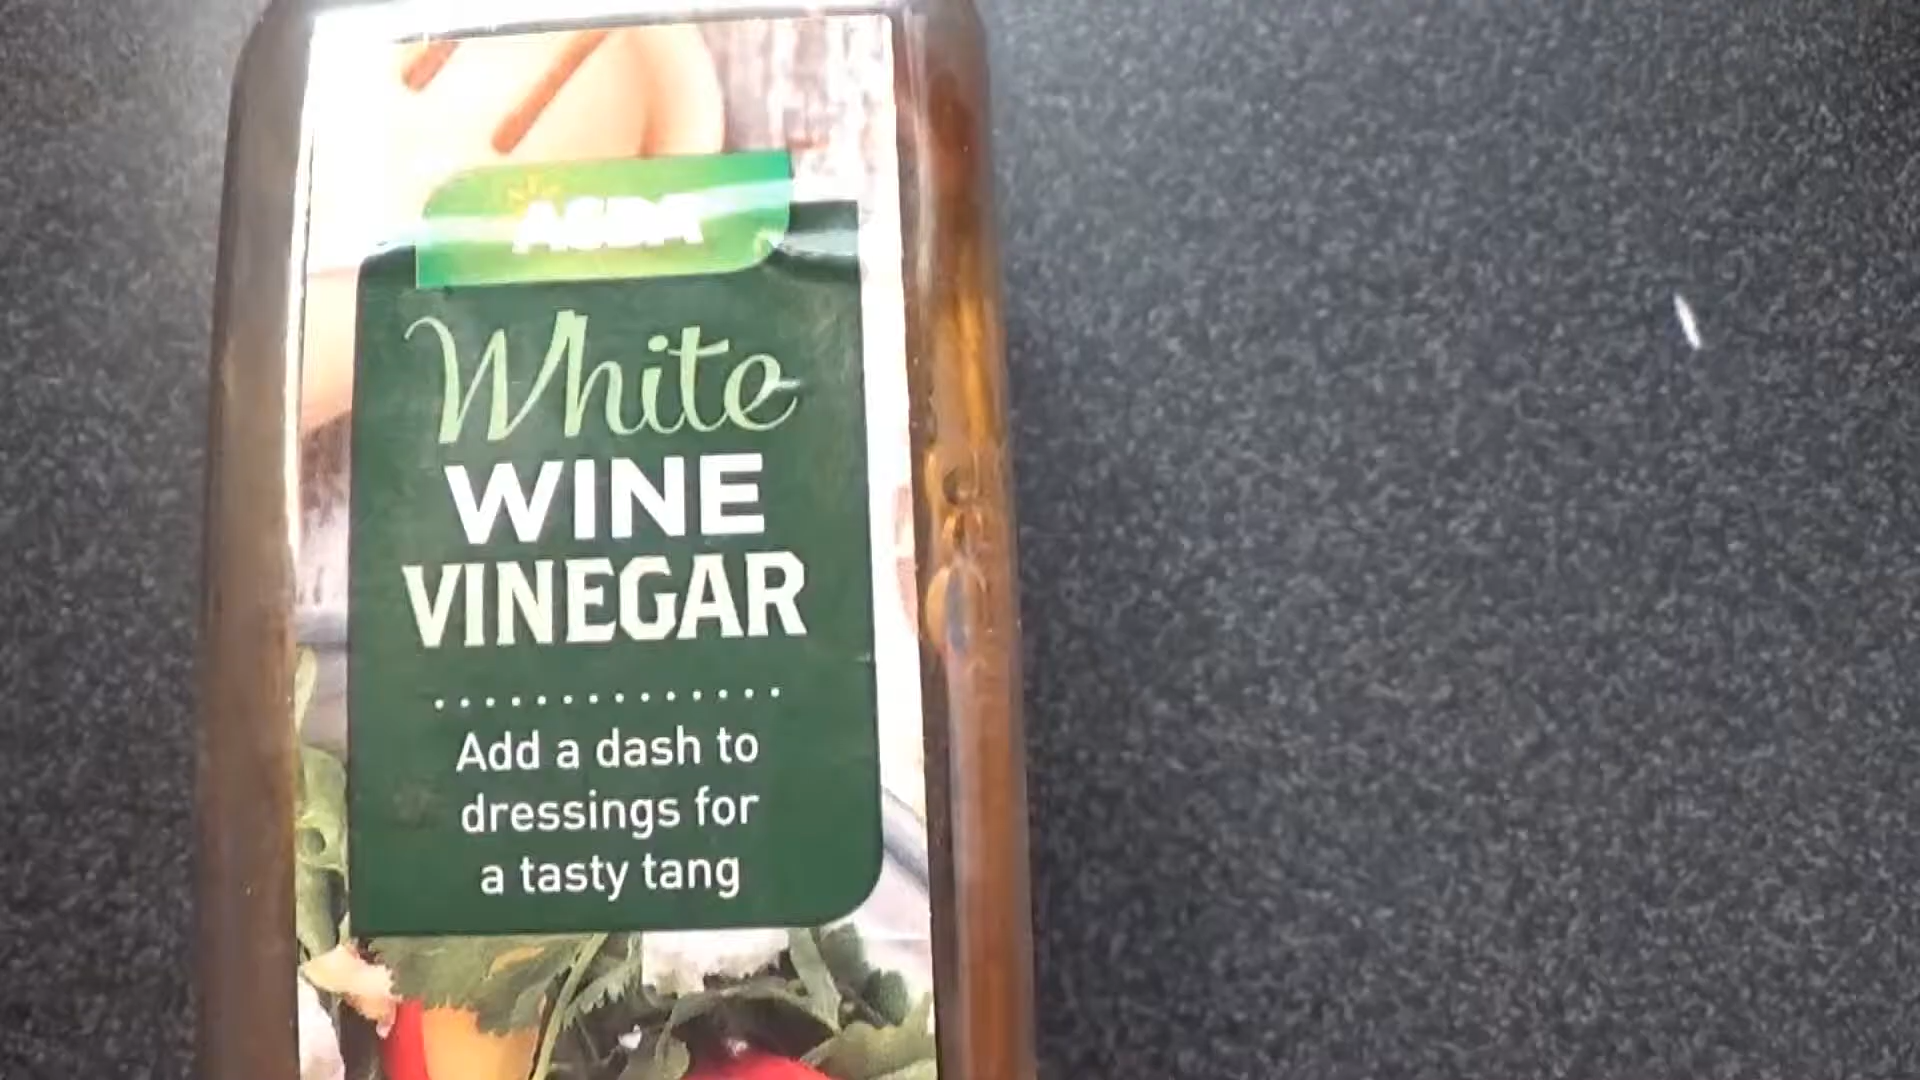 ASDA
White
WINE
VINEGAR
Add a dash to
dressings for
a tasty tang